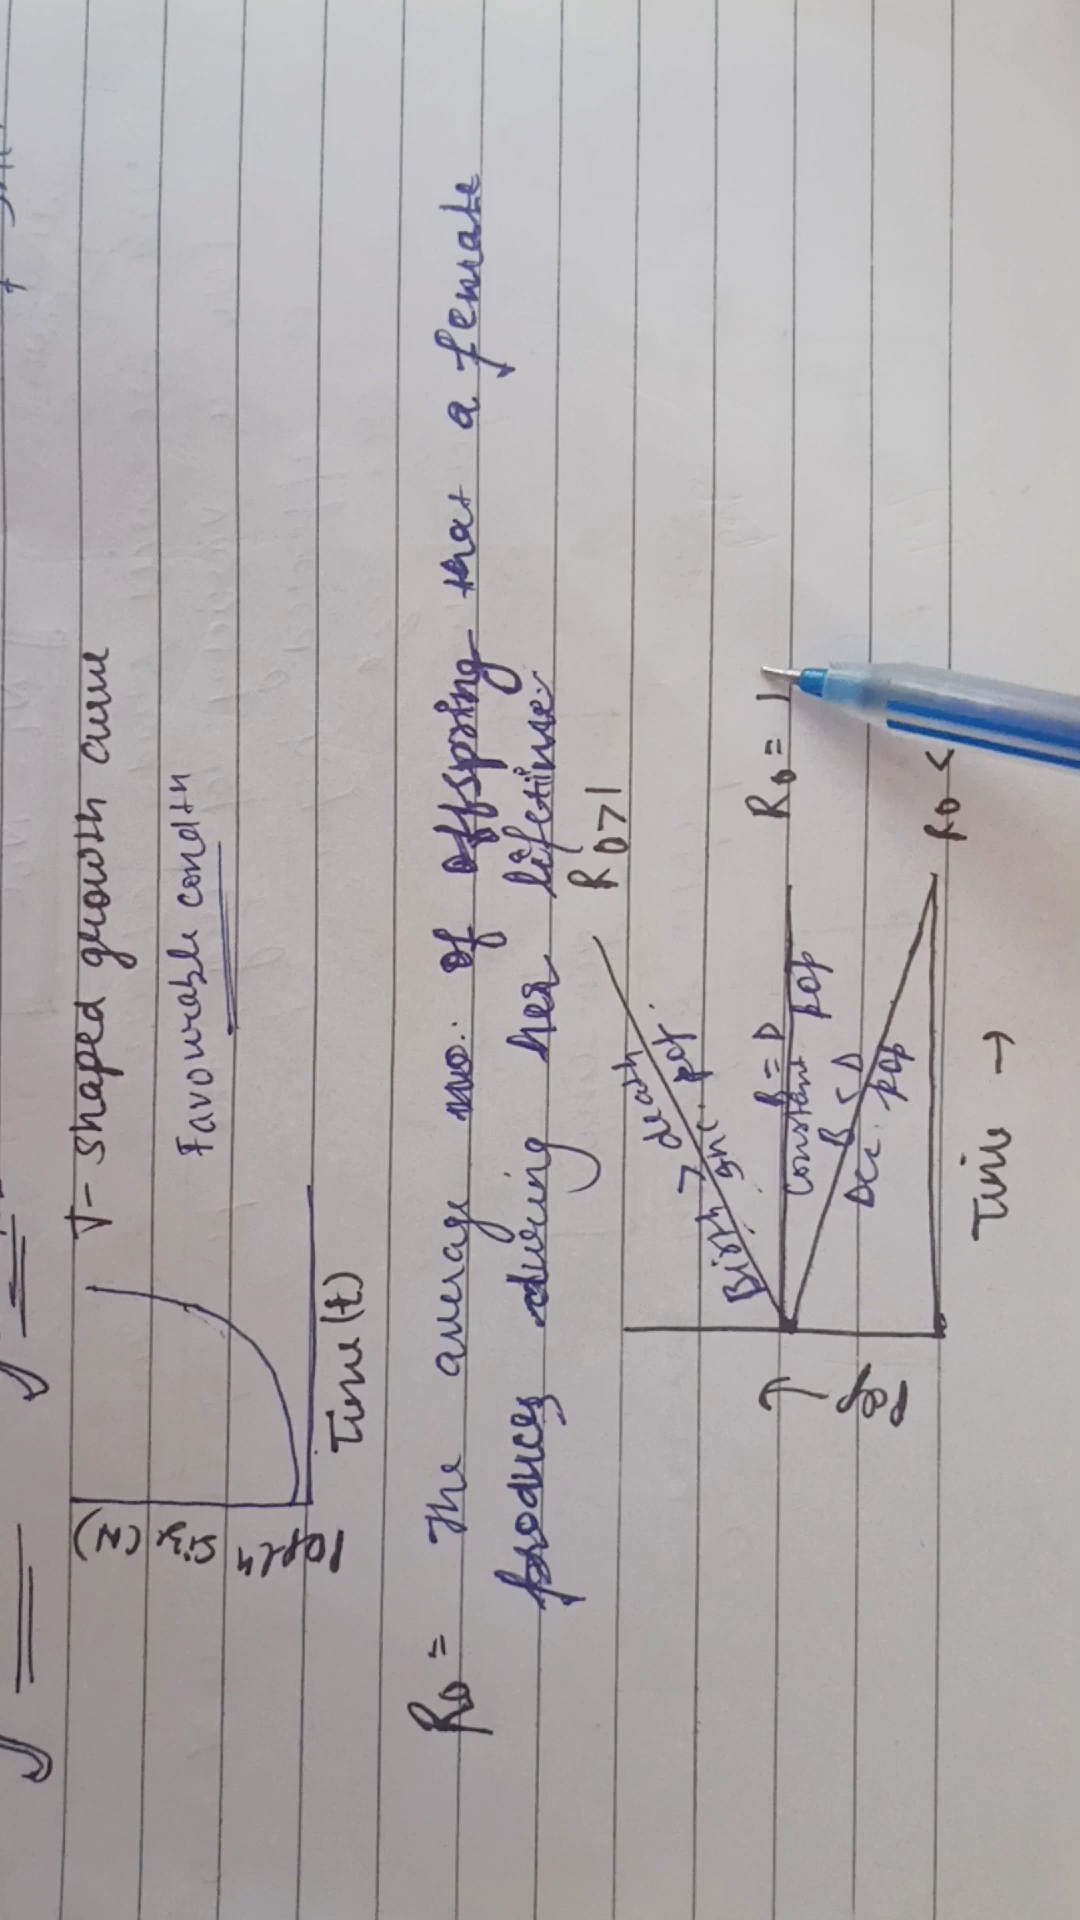 J- shaped growth curve
Favourable condtn
Popln size (N)
Time (t)
R0 = The average no. of offspring that a female
produces during her lifetime.
R0>1
Birth > death
Inc. pop.
R0 = 1
B = D
constant pop
B < D
Dec. pop
R0 <
Pop
Time →